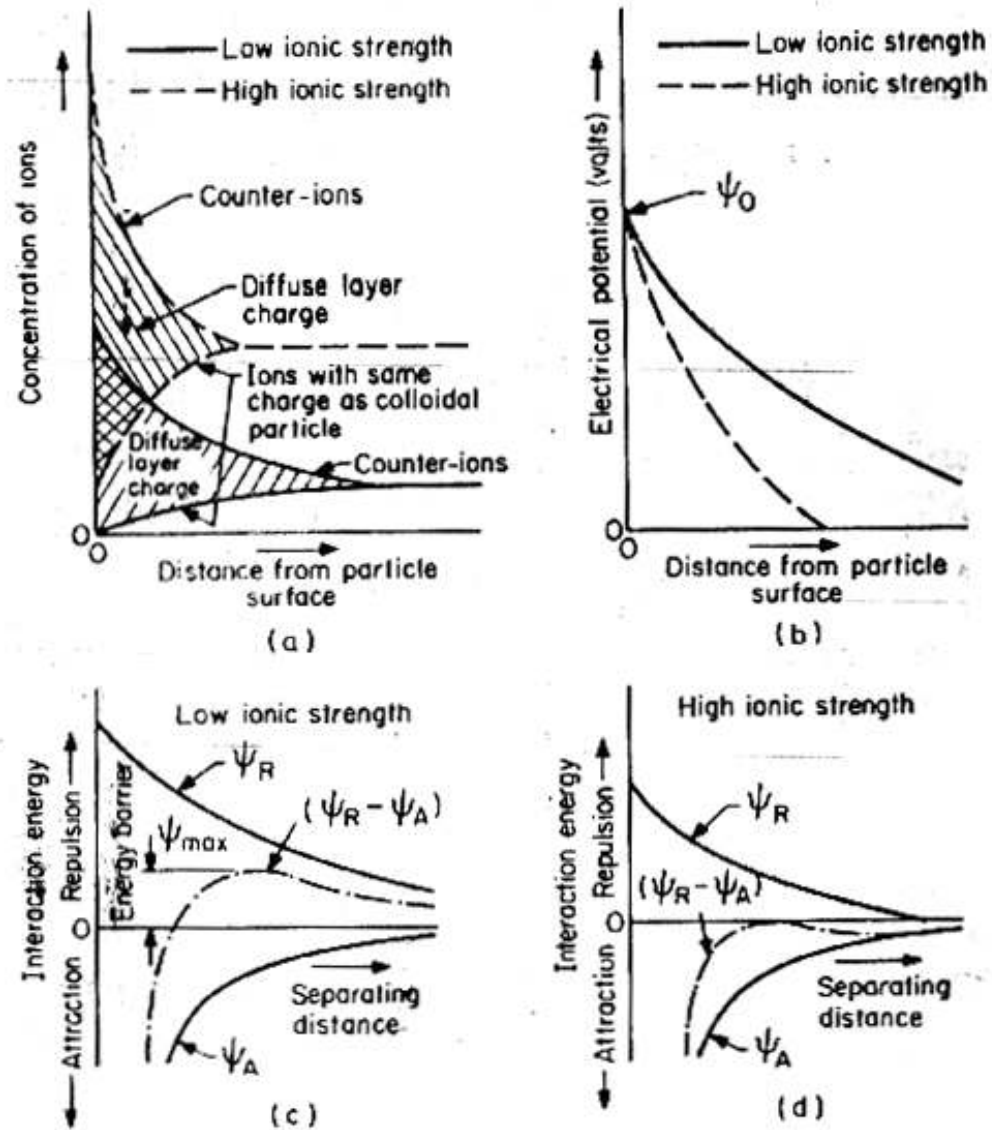 Low ionic strength
High ionic strength
Counter-ions
Diffuse layer
charge
Ions with same
charge as colloidal
particle
Diffuse
layer
charge
Counter-ions
Concentration of ions
O
O
Distance from particle
surface
(a)
Low ionic strength
High ionic strength
ψO
Electrical potential (volts)
O
O
Distance from particle
surface
(b)
Low ionic strength
ψR
(ψR − ψA)
ψmax
Energy barrier
Interaction energy
Attraction
Repulsion
O
Separating
distance
ψA
(c)
High ionic strength
ψR
(ψR − ψA)
Interaction energy
Attraction
Repulsion
O
Separating
distance
ψA
(d)